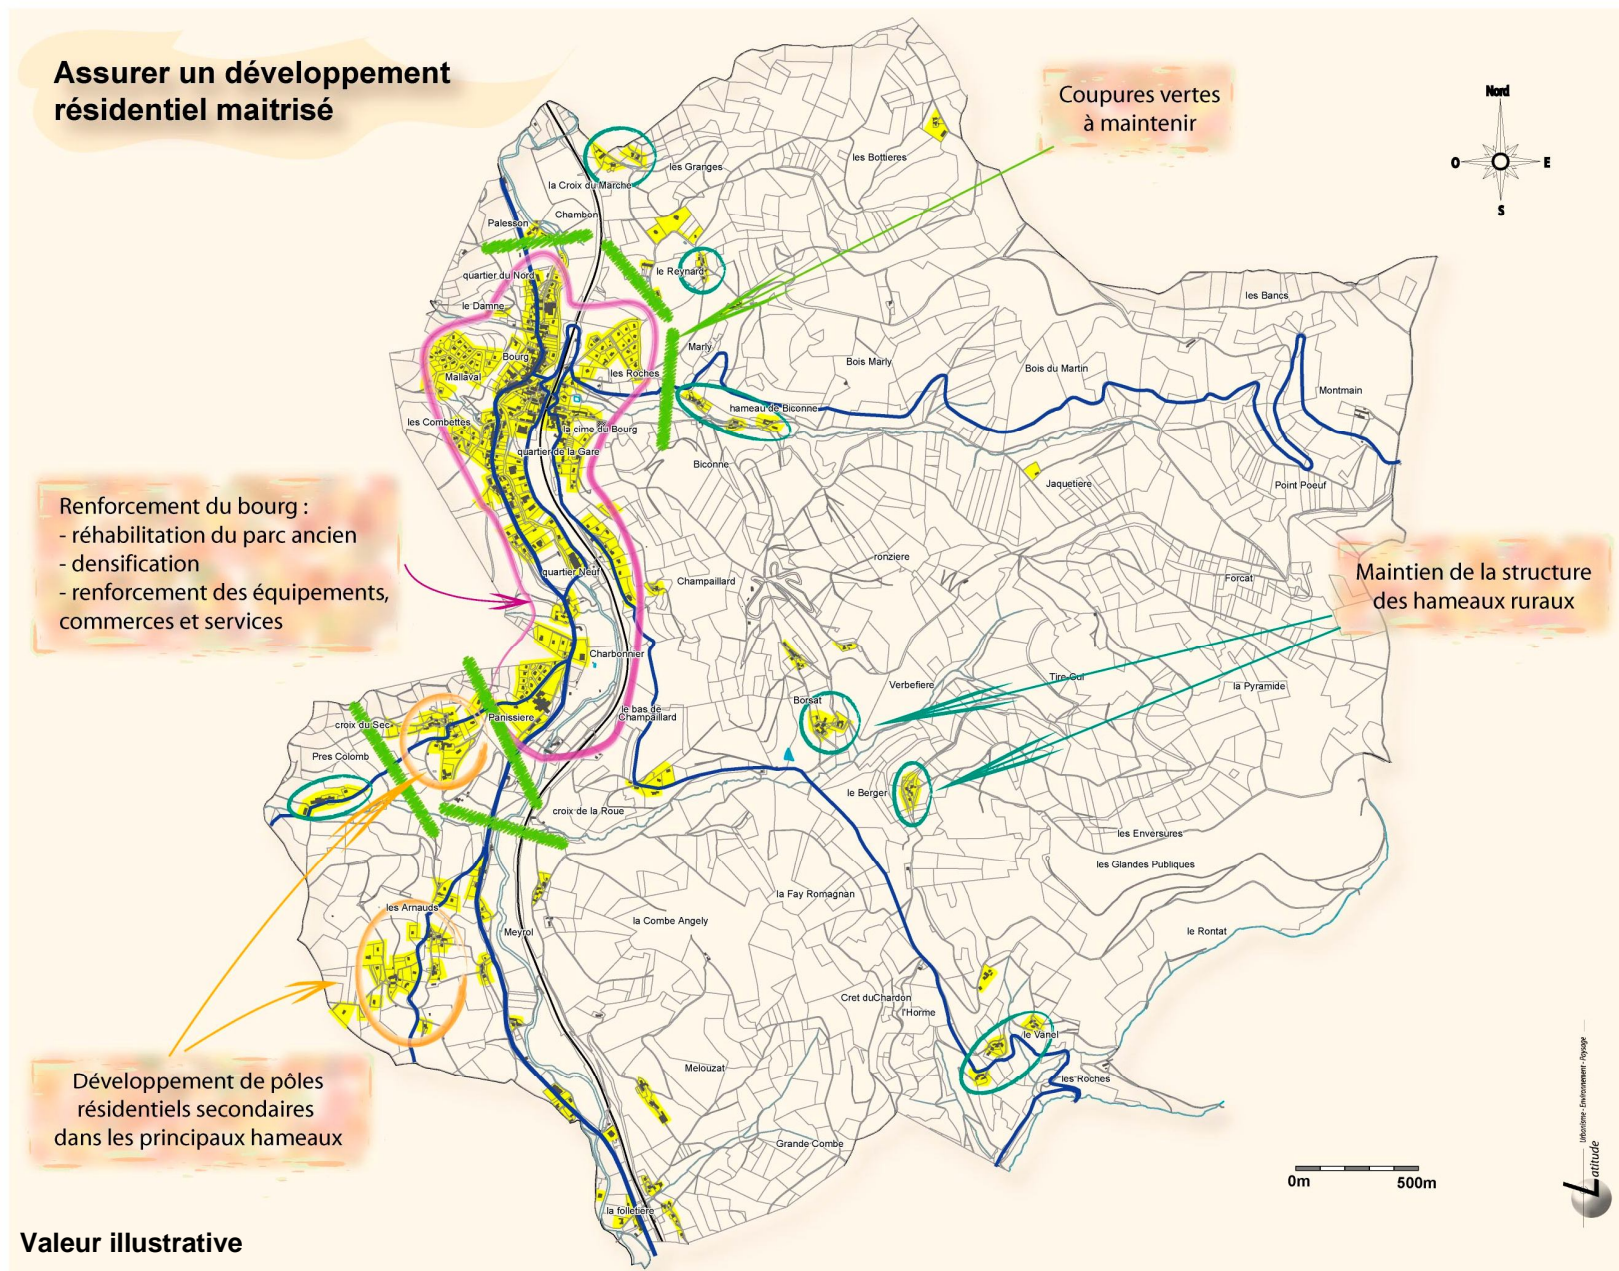 Assurer un développement
résidentiel maitrisé
Coupures vertes
à maintenir
Nord
O
E
S
les Granges
les Bottieres
la Croix du Marche
Chambon
Palesson
quartier du Nord
le Reynard
le Damne
les Bancs
Bourg
Marly
Bois Marly
Bois du Martin
Mallaval
les Roches
Montmain
hameau de Biconne
les Combettes
la cime du Bourg
quartier de la Gare
Biconne
Jaquetiere
Point Poeuf
Renforcement du bourg :
- réhabilitation du parc ancien
- densification
- renforcement des équipements,
commerces et services
ronziere
quartier Neuf
Champaillard
Forcat
Maintien de la structure
des hameaux ruraux
Charbonnier
Verbefiere
Tire Gul
la Pyramide
Borsat
le bas de
Champaillard
Panissiere
croix du Sec
Pres Colomb
le Berger
croix de la Roue
les Enversures
les Glandes Publiques
la Fay Romagnan
les Arnauds
la Combe Angely
Meyrol
le Rontat
Cret duChardon
l'Horme
le Vanel
Melouzat
les Roches
Développement de pôles
résidentiels secondaires
dans les principaux hameaux
Grande Combe
0m
500m
la folletiere
Urbanisme - Environnement - Paysage
Latitude
Valeur illustrative